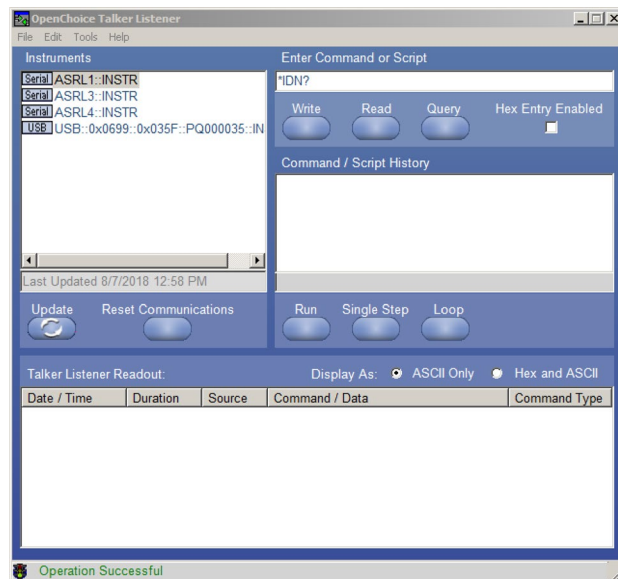 OpenChoice Talker Listener
File Edit Tools Help
Instruments
Serial ASRL1::INSTR
Serial ASRL3::INSTR
Serial ASRL4::INSTR
USB USB::0x0699::0x035F::PQ000035::IN
Last Updated 8/7/2018 12:58 PM
Update Reset Communications
Enter Command or Script
*IDN?
Write Read Query Hex Entry Enabled
Command / Script History
Run Single Step Loop
Talker Listener Readout: Display As: ASCII Only Hex and ASCII
Date / Time Duration Source Command / Data Command Type
Operation Successful